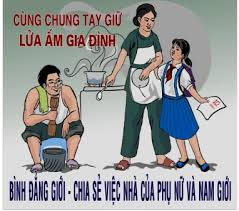 CÙNG CHUNG TAY GIỮ
LỬA ẤM GIA ĐÌNH
BÌNH ĐẲNG GIỚI - CHIA SẺ VIỆC NHÀ CỦA PHỤ NỮ VÀ NAM GIỚI